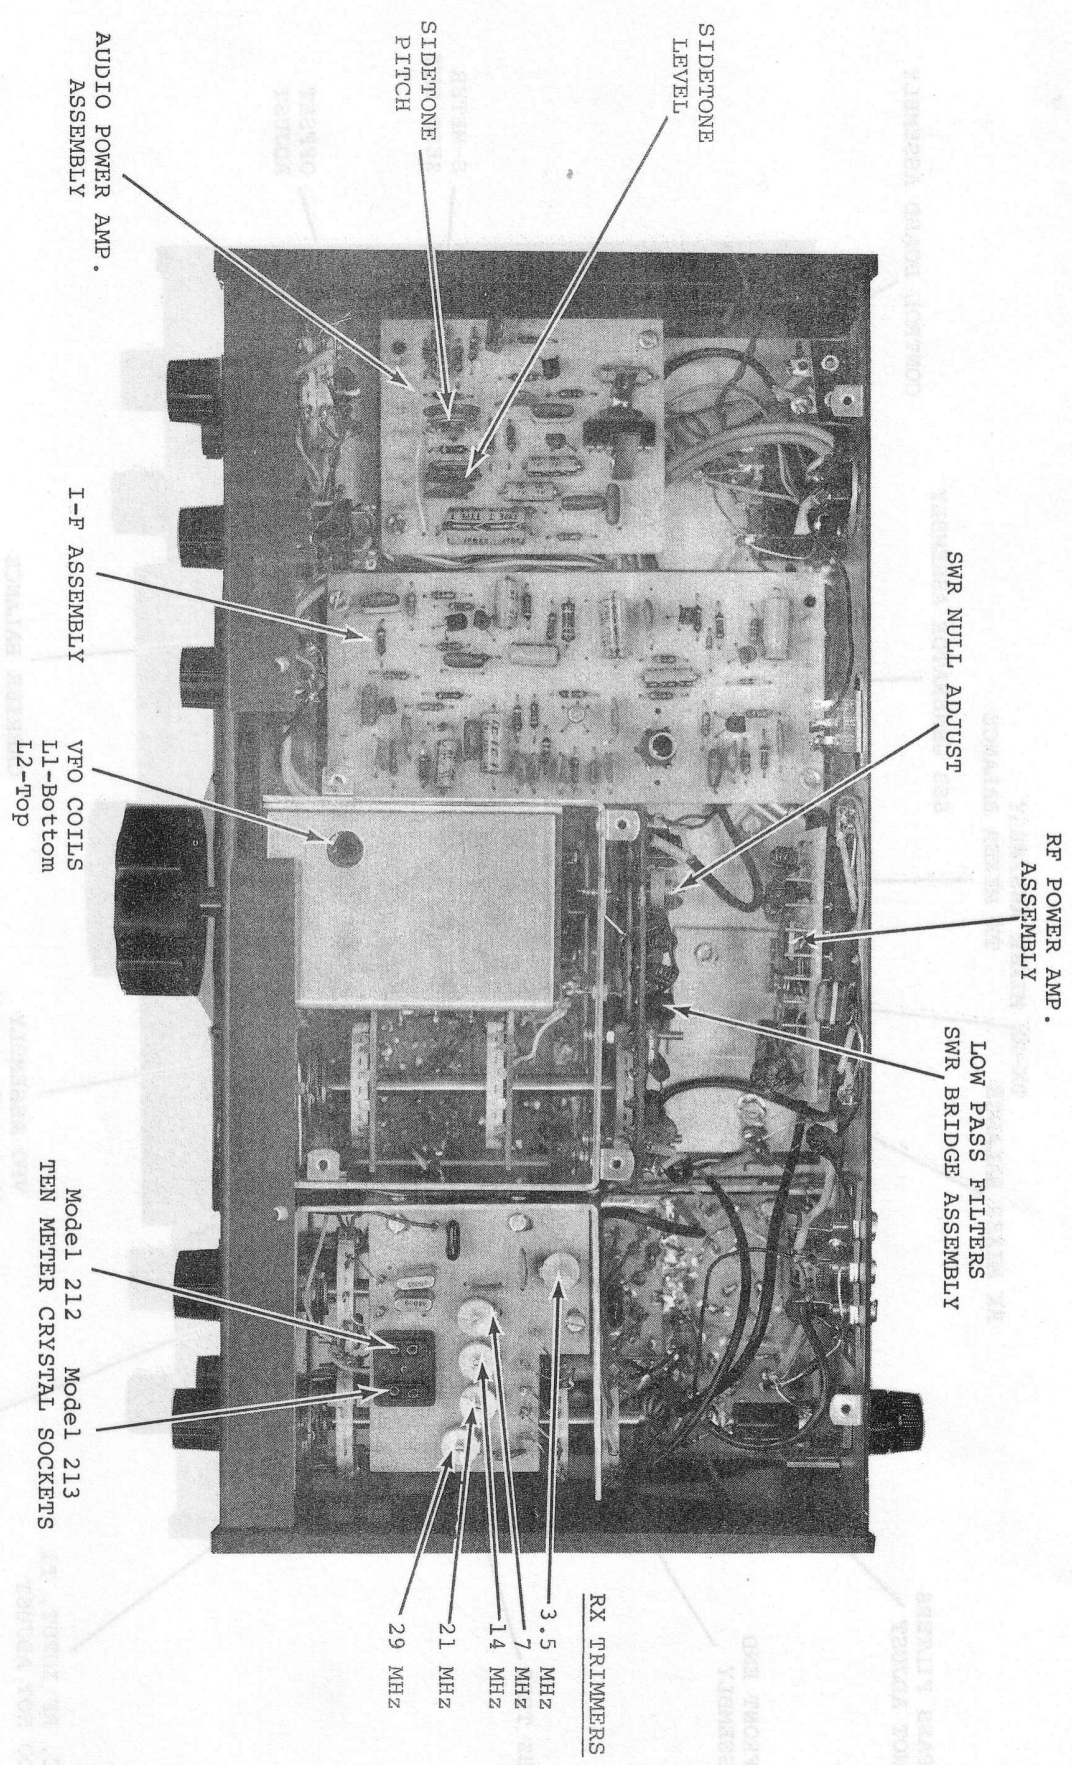 SIDETONE
LEVEL
SIDETONE
PITCH
AUDIO POWER AMP.
ASSEMBLY
RF POWER AMP.
ASSEMBLY
SWR NULL ADJUST
LOW PASS FILTERS
SWR BRIDGE ASSEMBLY
I-F ASSEMBLY
VFO COILS
L1-Bottom
L2-Top
Model 212 Model 213
TEN METER CRYSTAL SOCKETS
RX TRIMMERS
3.5 MHz
7 MHz
14 MHz
21 MHz
29 MHz